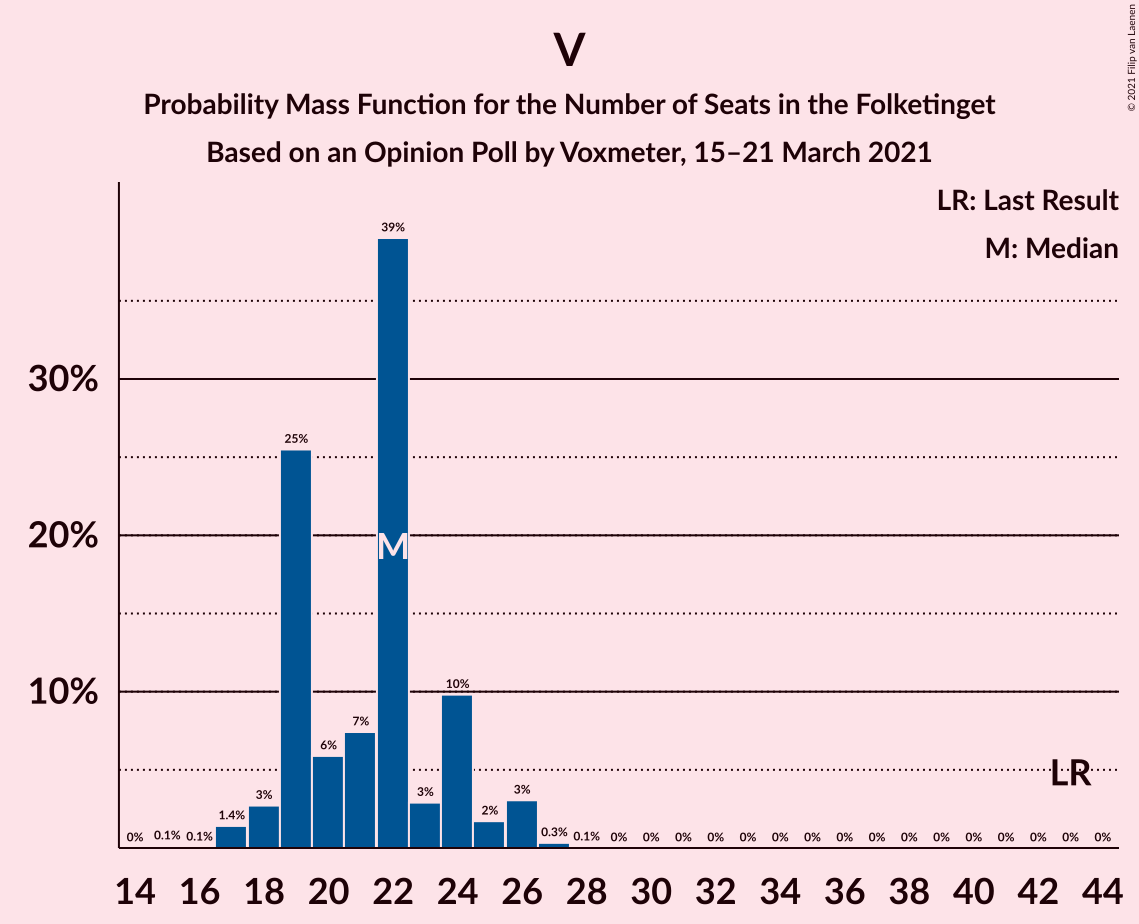 V
Probability Mass Function for the Number of Seats in the Folketinget
Based on an Opinion Poll by Voxmeter, 15–21 March 2021
© 2021 Filip van Laenen
LR: Last Result
M: Median
39%
30%
25%
20%
M
10%
10%
7%
6%
LR
3%
3%
3%
2%
1.4%
0% 0.1% 0.1% 0.3% 0.1% 0% 0% 0% 0% 0% 0% 0% 0% 0% 0% 0% 0% 0% 0% 0% 0%
14 16 18 20 22 24 26 28 30 32 34 36 38 40 42 44